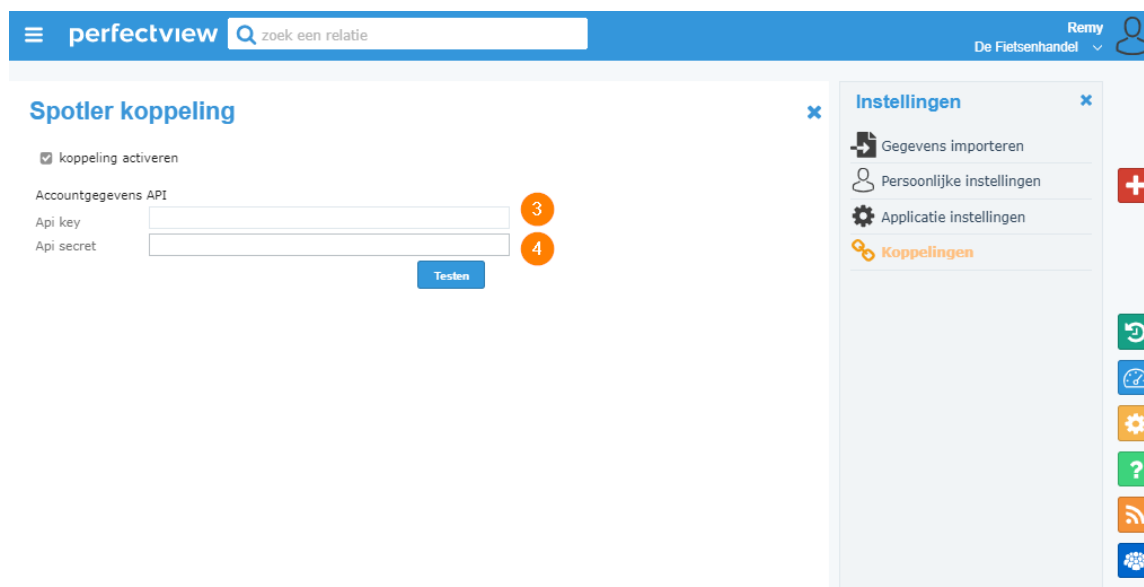 perfectview
zoek een relatie
Remy
De Fietsenhandel
Spotler koppeling
koppeling activeren
Accountgegevens API
Api key
3
Api secret
4
Testen
Instellingen
Gegevens importeren
Persoonlijke instellingen
Applicatie instellingen
Koppelingen
?